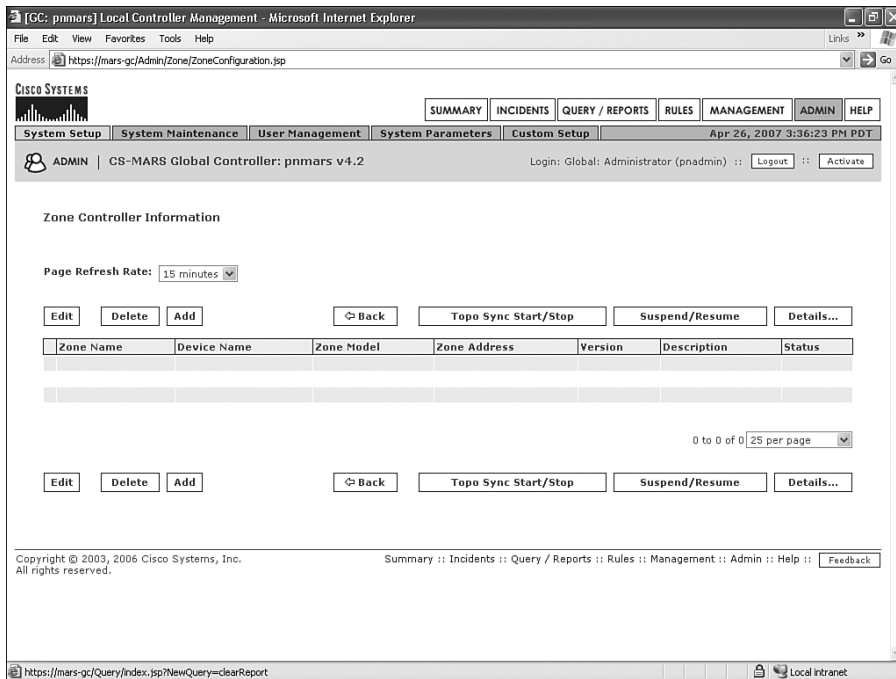 [GC: pnmars] Local Controller Management - Microsoft Internet Explorer
File Edit View Favorites Tools Help Links »
Address https://mars-gc/Admin/Zone/ZoneConfiguration.jsp Go
CISCO SYSTEMS
SUMMARY INCIDENTS QUERY / REPORTS RULES MANAGEMENT ADMIN HELP
System Setup System Maintenance User Management System Parameters Custom Setup Apr 26, 2007 3:36:23 PM PDT
ADMIN | CS-MARS Global Controller: pnmars v4.2 Login: Global: Administrator (pnadmin) :: Logout :: Activate
Zone Controller Information
Page Refresh Rate: 15 minutes
Edit Delete Add Back Topo Sync Start/Stop Suspend/Resume Details...
Zone Name Device Name Zone Model Zone Address Version Description Status
0 to 0 of 0 25 per page
Edit Delete Add Back Topo Sync Start/Stop Suspend/Resume Details...
Copyright © 2003, 2006 Cisco Systems, Inc. Summary :: Incidents :: Query / Reports :: Rules :: Management :: Admin :: Help :: Feedback
All rights reserved.
https://mars-gc/Query/index.jsp?NewQuery=clearReport Local intranet